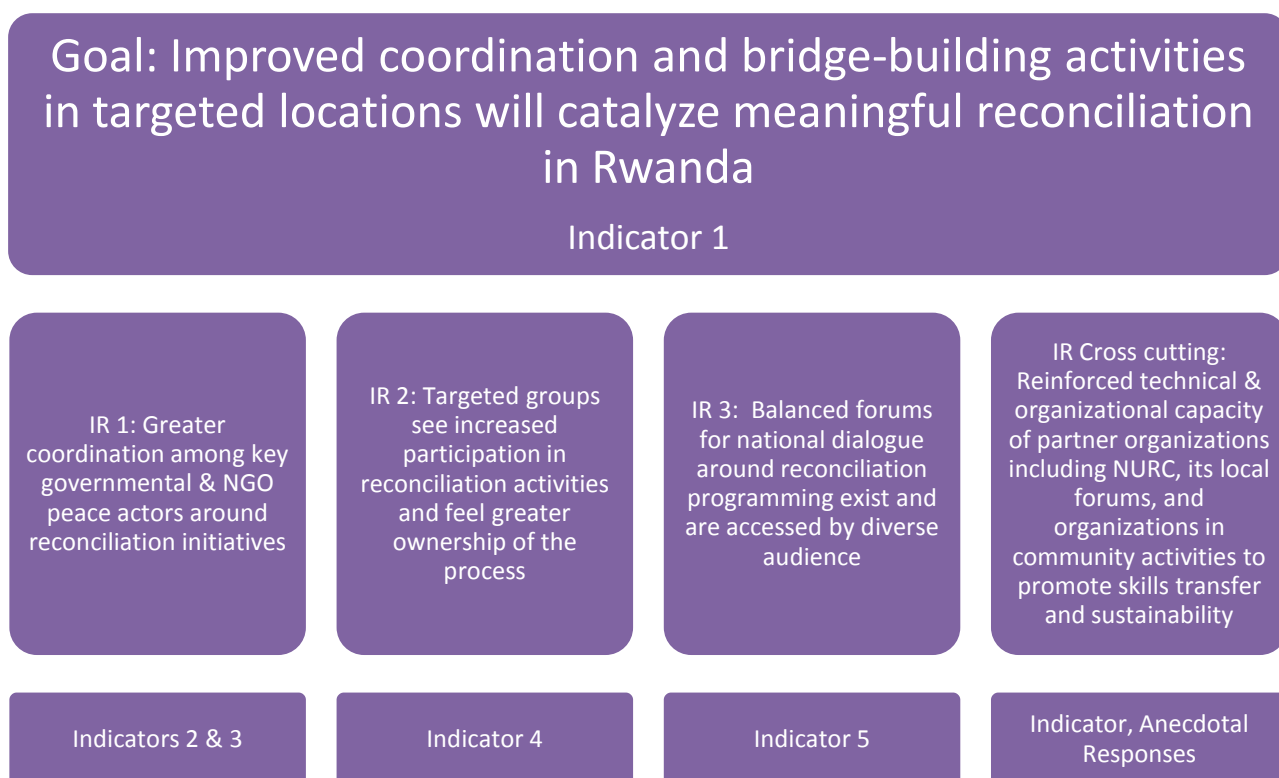 Goal: Improved coordination and bridge-building activities
in targeted locations will catalyze meaningful reconciliation
in Rwanda
Indicator 1
IR 1: Greater
coordination among key
governmental & NGO
peace actors around
reconciliation initiatives
IR 2: Targeted groups
see increased
participation in
reconciliation activities
and feel greater
ownership of the
process
IR 3:  Balanced forums
for national dialogue
around reconciliation
programming exist and
are accessed by diverse
audience
IR Cross cutting:
Reinforced technical &
organizational capacity
of partner organizations
including NURC, its local
forums, and
organizations in
community activities to
promote skills transfer
and sustainability
Indicators 2 & 3
Indicator 4
Indicator 5
Indicator, Anecdotal
Responses